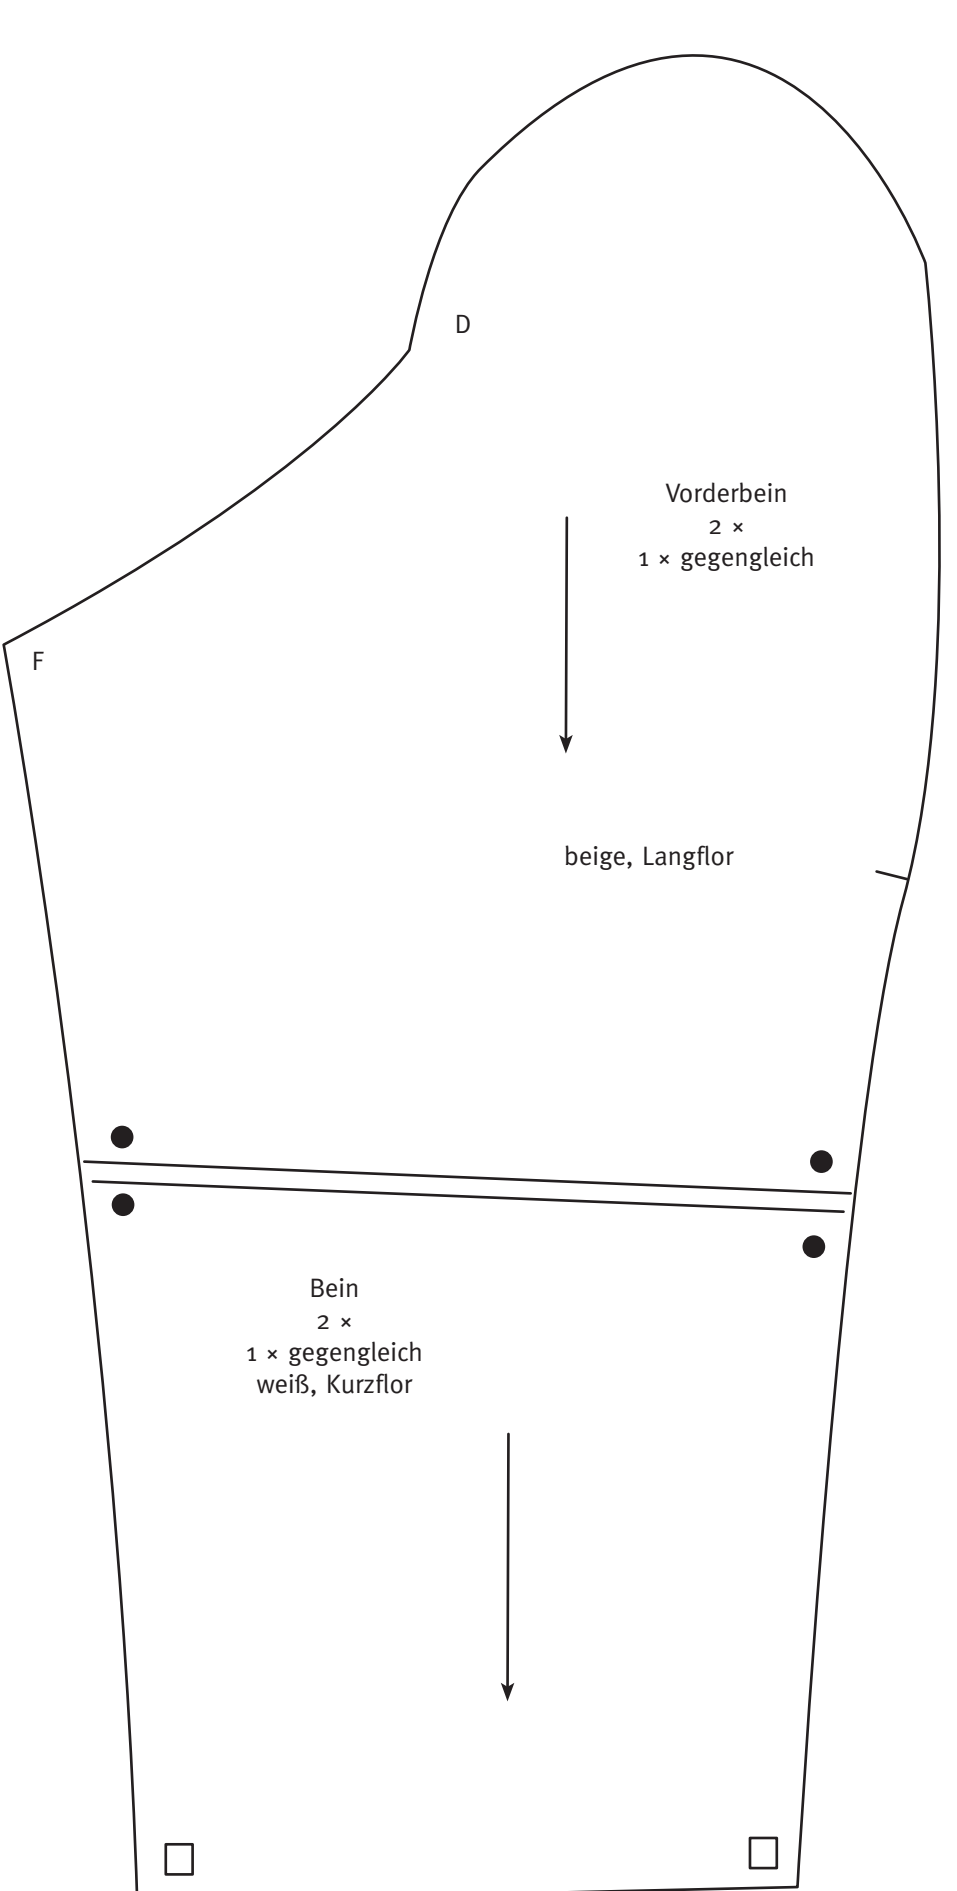 D
Vorderbein
2 ×
1 × gegengleich
F
beige, Langflor
Bein
2 ×
1 × gegengleich
weiß, Kurzflor